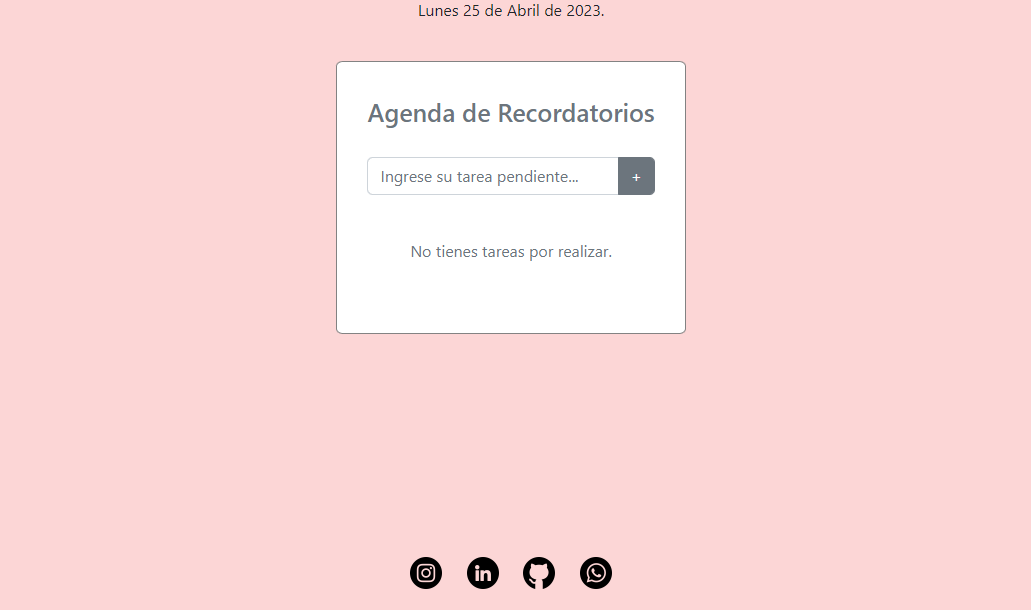 Lunes 25 de Abril de 2023.
Agenda de Recordatorios
Ingrese su tarea pendiente...
+
No tienes tareas por realizar.
in